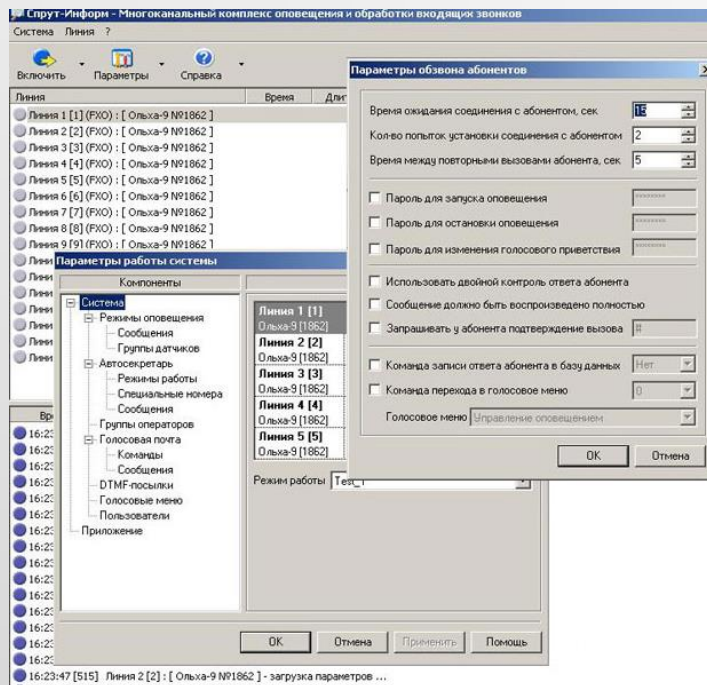 Спрут-Информ - Многоканальный комплекс оповещения и обработки входящих звонков
Система Линия ?
Включить Параметры Справка
Линия Время
Линия 1 [1] (FXO) : [ Ольха-9 №1862 ]
Линия 2 [2] (FXO) : [ Ольха-9 №1862 ]
Линия 3 [3] (FXO) : [ Ольха-9 №1862 ]
Линия 4 [4] (FXO) : [ Ольха-9 №1862 ]
Линия 5 [5] (FXO) : [ Ольха-9 №1862 ]
Линия 6 [6] (FXO) : [ Ольха-9 №1862 ]
Линия 7 [7] (FXO) : [ Ольха-9 №1862 ]
Линия 8 [8] (FXO) : [ Ольха-9 №1862 ]
Линия 9 [9] (FXO) : [ Ольха-9 №1862 ]
Параметры обзвона абонентов
Время ожидания соединения с абонентом, сек 15
Кол-во попыток установки соединения с абонентом 2
Время между повторными вызовами абонента, сек 5
Пароль для запуска оповещения ********
Пароль для остановки оповещения ********
Пароль для изменения голосового приветствия ********
Использовать двойной контроль ответа абонента
Сообщение должно быть воспроизведено полностью
Запрашивать у абонента подтверждение вызова #
Команда записи ответа абонента в базу данных Нет
Команда перехода в голосовое меню 0
Голосовое меню Управление оповещением
OK Отмена
Параметры работы системы
Компоненты
Система
Режимы оповещения
Сообщения
Группы датчиков
Автосекретарь
Режимы работы
Специальные номера
Сообщения
Группы операторов
Голосовая почта
Команды
Сообщения
DTMF-посылки
Голосовые меню
Пользователи
Приложение
Линия 1 [1]
Ольха-9 [1862]
Линия 2 [2]
Ольха-9 [1862]
Линия 3 [3]
Ольха-9 [1862]
Линия 4 [4]
Ольха-9 [1862]
Линия 5 [5]
Ольха-9 [1862]
Режим работы Test_1
OK Отмена Применить Помощь
16:23:47 [515] Линия 2 [2] : [ Ольха-9 №1862 ] - загрузка параметров ...